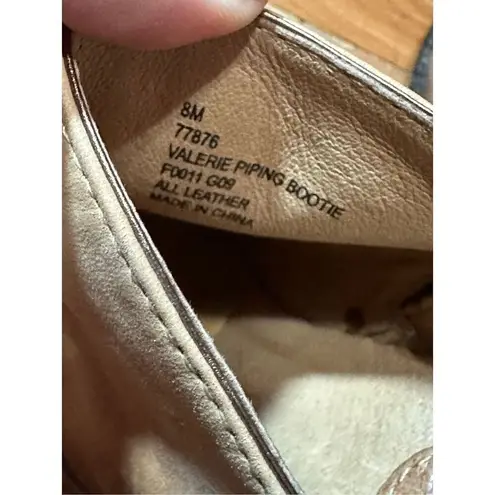 8M
77876
VALERIE PIPING BOOTIE
F0011 G09
ALL LEATHER
MADE IN CHINA